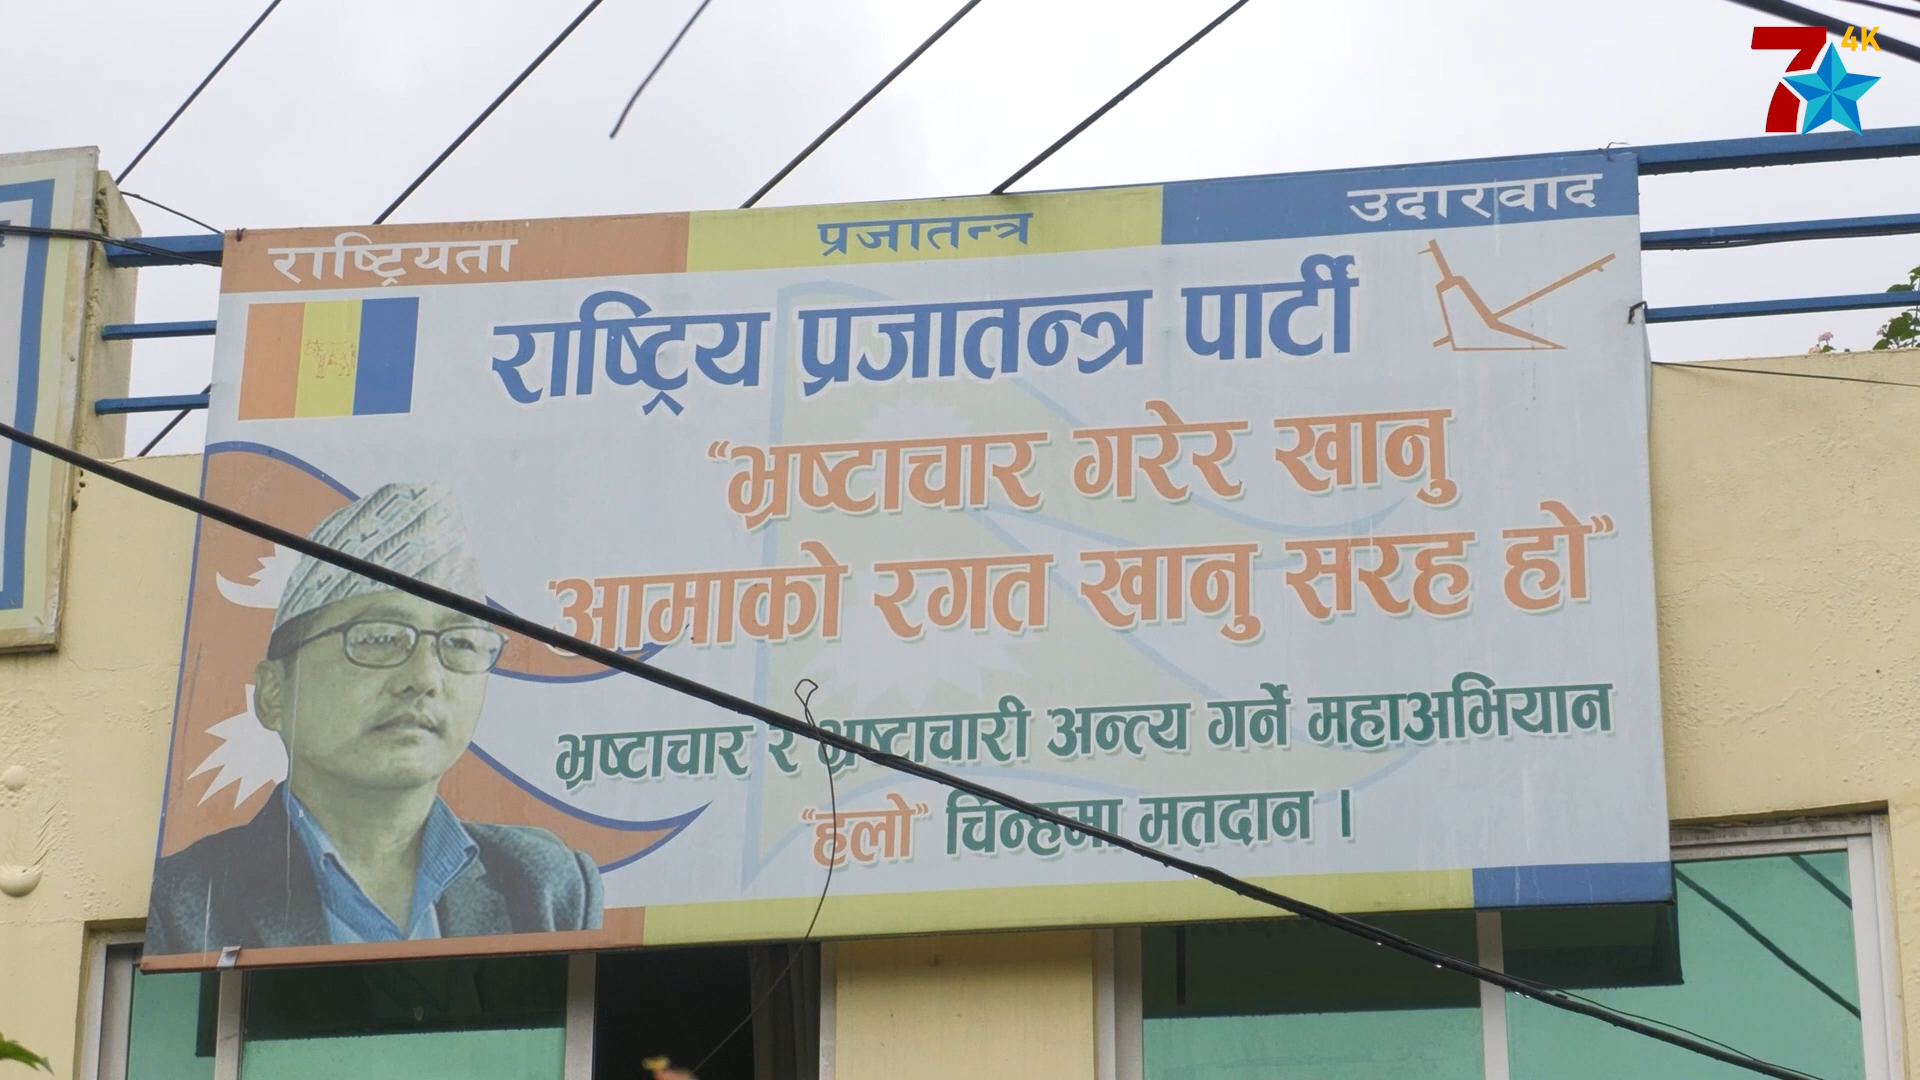 7 4K
राष्ट्रियता प्रजातन्त्र उदारवाद
राष्ट्रिय प्रजातन्त्र पार्टी
“भ्रष्टाचार गरेर खानु
आमाको रगत खानु सरह हो”
भ्रष्टाचार र भ्रष्टाचारी अन्त्य गर्ने महाअभियान
“हलो” चिन्हमा मतदान ।